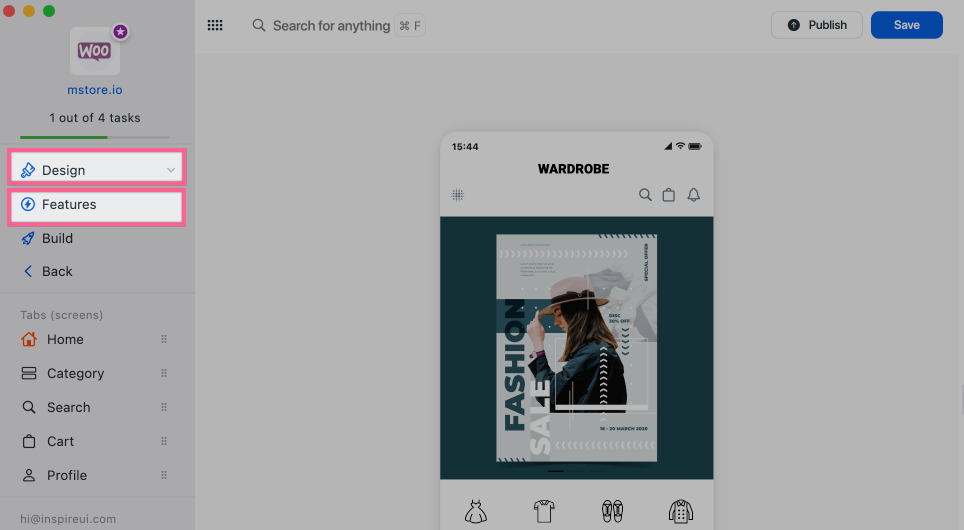 WOO
mstore.io
1 out of 4 tasks
Design
Features
Build
Back
Tabs (screens)
Home
Category
Search
Cart
Profile
hi@inspireui.com
Search for anything ⌘ F
Publish
Save
15:44
WARDROBE
SPECIAL OFFER
DISC
30% OFF
FASHION
SALE
16 - 20 MARCH 2020